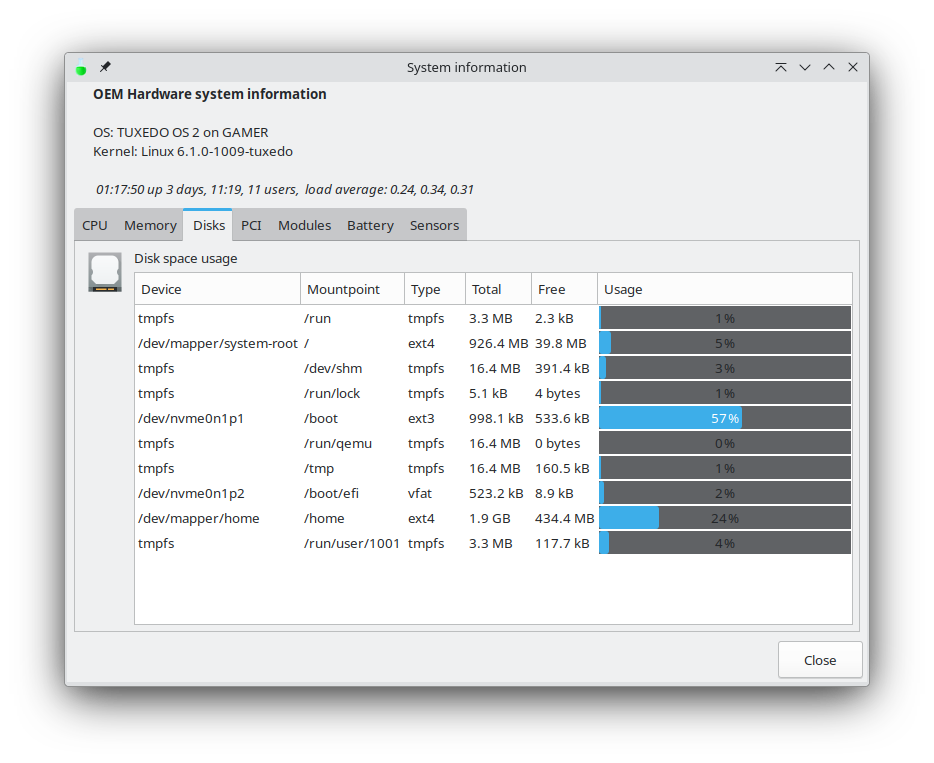 System information
OEM Hardware system information
OS: TUXEDO OS 2 on GAMER
Kernel: Linux 6.1.0-1009-tuxedo
01:17:50 up 3 days, 11:19, 11 users, load average: 0.24, 0.34, 0.31
CPU Memory Disks PCI Modules Battery Sensors
Disk space usage
Device Mountpoint Type Total Free Usage
tmpfs /run tmpfs 3.3 MB 2.3 kB 1%
/dev/mapper/system-root / ext4 926.4 MB 39.8 MB 5%
tmpfs /dev/shm tmpfs 16.4 MB 391.4 kB 3%
tmpfs /run/lock tmpfs 5.1 kB 4 bytes 1%
/dev/nvme0n1p1 /boot ext3 998.1 kB 533.6 kB 57%
tmpfs /run/qemu tmpfs 16.4 MB 0 bytes 0%
tmpfs /tmp tmpfs 16.4 MB 160.5 kB 1%
/dev/nvme0n1p2 /boot/efi vfat 523.2 kB 8.9 kB 2%
/dev/mapper/home /home ext4 1.9 GB 434.4 MB 24%
tmpfs /run/user/1001 tmpfs 3.3 MB 117.7 kB 4%
Close